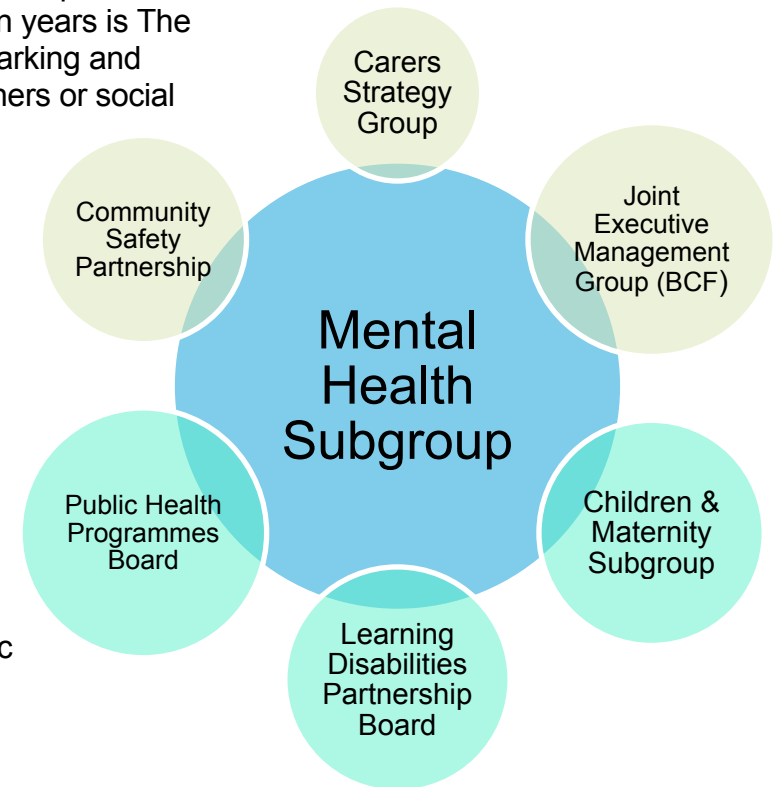 n years is The
arking and
ners or social
Carers
Strategy
Group
Community
Safety
Partnership
Joint
Executive
Management
Group (BCF)
Mental
Health
Subgroup
Public Health
Programmes
Board
Children &
Maternity
Subgroup
Learning
Disabilities
Partnership
Board
c